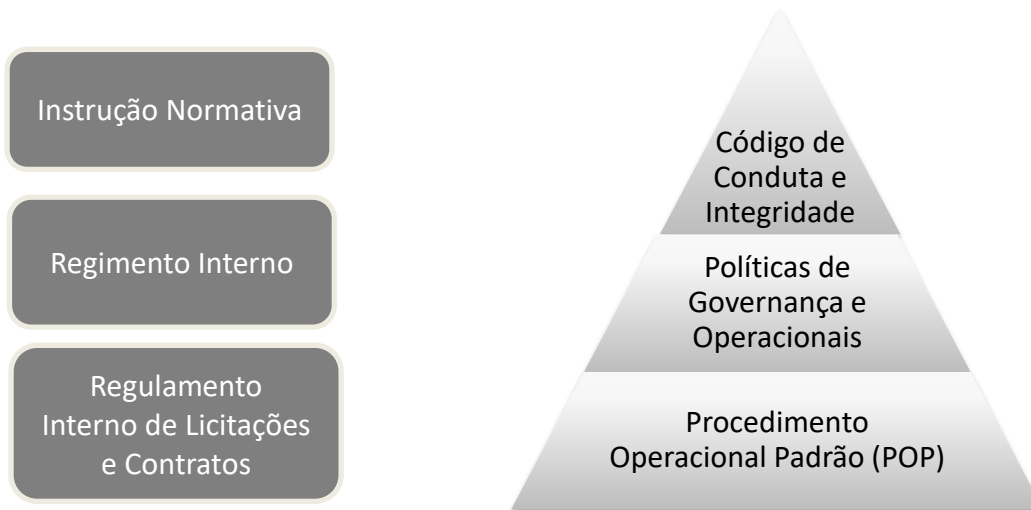 Instrução Normativa
Regimento Interno
Regulamento
Interno de Licitações
e Contratos
Código de
Conduta e
Integridade
Políticas de
Governança e
Operacionais
Procedimento
Operacional Padrão (POP)